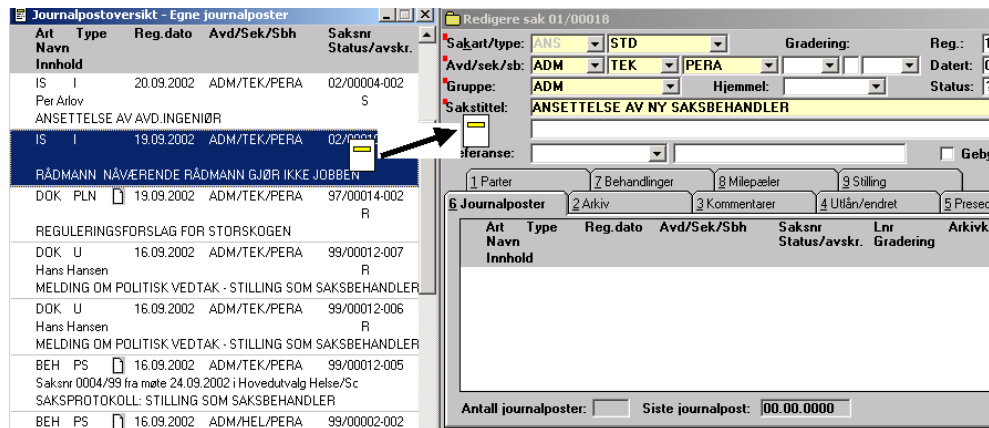 Journalpostoversikt - Egne journalposter
Art Type Reg.dato Avd/Sek/Sbh Saksnr
Navn Status/avskr.
Innhold
IS I 20.09.2002 ADM/TEK/PERA 02/00004-002
Per Arlov S
ANSETTELSE AV AVD.INGENIØR
IS I 19.09.2002 ADM/TEK/PERA
RÅDMANN NÅVÆRENDE RÅDMANN GJØR IKKE JOBBEN
DOK PLN 19.09.2002 ADM/TEK/PERA 97/00014-002
R
REGULERINGSFORSLAG FOR STORSKOGEN
DOK U 16.09.2002 ADM/TEK/PERA 99/00012-007
Hans Hansen R
MELDING OM POLITISK VEDTAK - STILLING SOM SAKSBEHANDLER
DOK U 16.09.2002 ADM/TEK/PERA 99/00012-006
Hans Hansen R
MELDING OM POLITISK VEDTAK - STILLING SOM SAKSBEHANDLER
BEH PS 16.09.2002 ADM/TEK/PERA 99/00012-005
Saksnr 0004/99 fra møte 24.09.2002 i Hovedutvalg Helse/Sc
SAKSPROTOKOLL: STILLING SOM SAKSBEHANDLER
BEH PS 16.09.2002 ADM/HEL/PERA 99/00002-002
Redigere sak 01/00018
Sakart/type: ANS STD Gradering: Reg.: 1
Avd/sek/sb: ADM TEK PERA Datert:
Gruppe: ADM Hjemmel: Status: ?
Sakstittel: ANSETTELSE AV NY SAKSBEHANDLER
eferanse: Geby
1 Parter 7 Behandlinger 8 Milepæler 9 Stilling
6 Journalposter 2 Arkiv 3 Kommentarer 4 Utlån/endret 5 Presed
Art Type Reg.dato Avd/Sek/Sbh Saksnr Lnr Arkivk
Navn Status/avskr. Gradering
Innhold
Antall journalposter: Siste journalpost: 00.00.0000